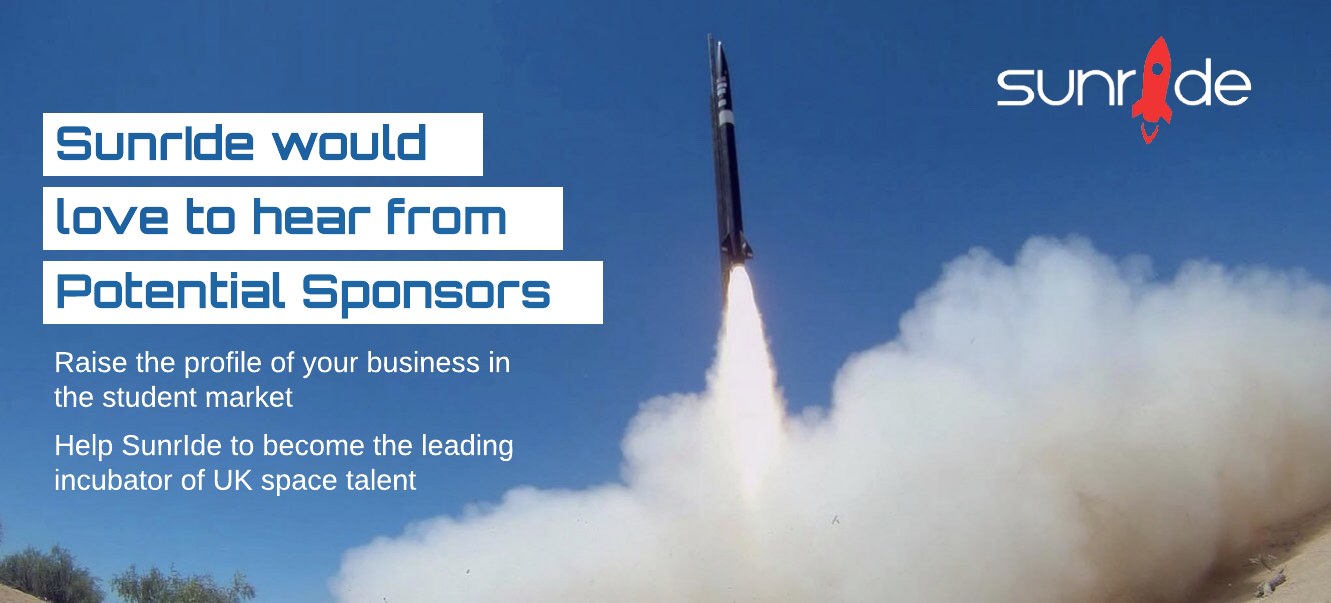 SunrIde would
love to hear from
Potential Sponsors
Raise the profile of your business in
the student market
Help SunrIde to become the leading
incubator of UK space talent
sunride